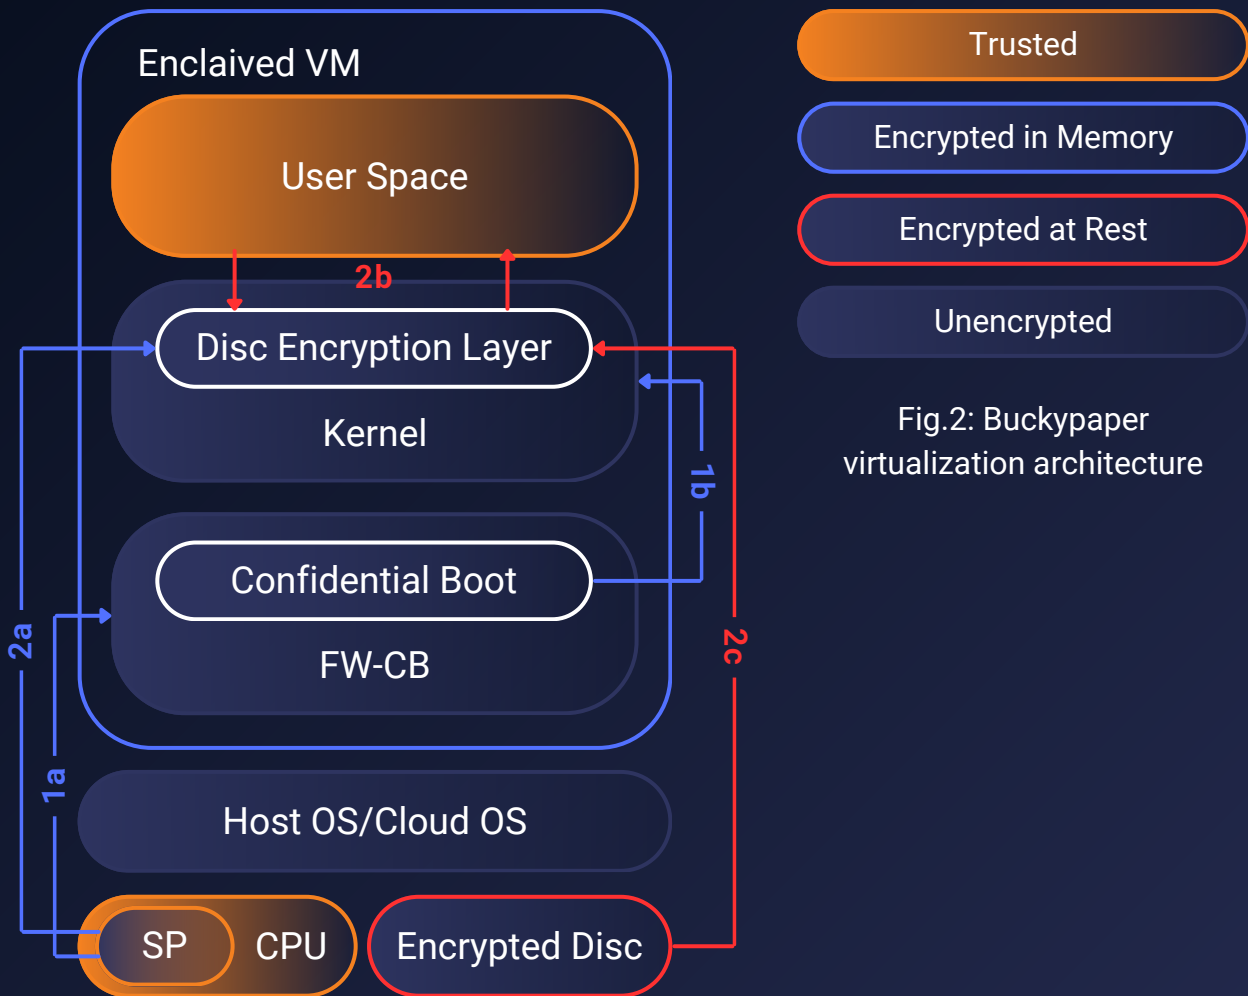 Enclaived VM
User Space
2b
Disc Encryption Layer
Kernel
1b
Confidential Boot
FW-CB
2a
2c
1a
Host OS/Cloud OS
SP
CPU
Encrypted Disc
Trusted
Encrypted in Memory
Encrypted at Rest
Unencrypted
Fig.2: Buckypaper
virtualization architecture